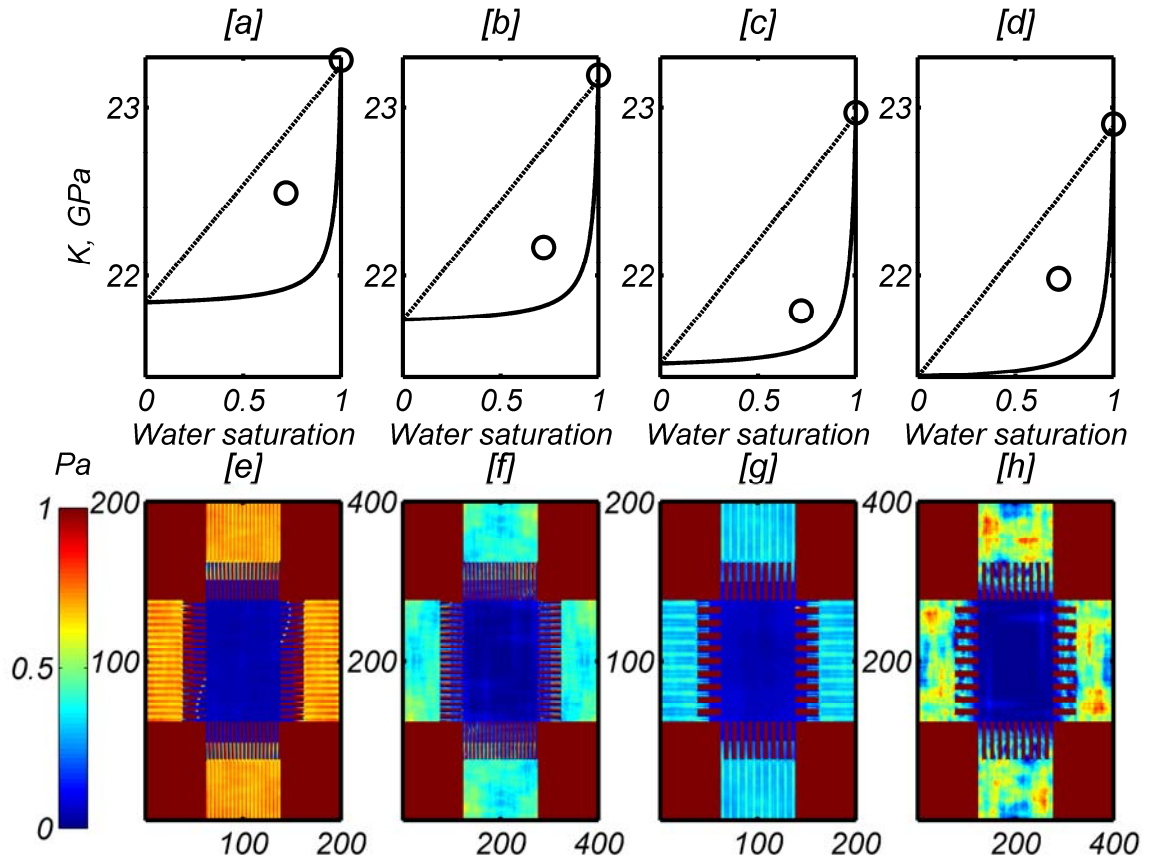 [a] [b] [c] [d]
K, GPa
23 23 23 23
22 22 22 22
0 0.5 1 0 0.5 1 0 0.5 1 0 0.5 1
Water saturation Water saturation Water saturation Water saturation
Pa [e] [f] [g] [h]
1 200 400 200 400
0.5 100 200 100 200
0
100 200 200 400 100 200 200 400